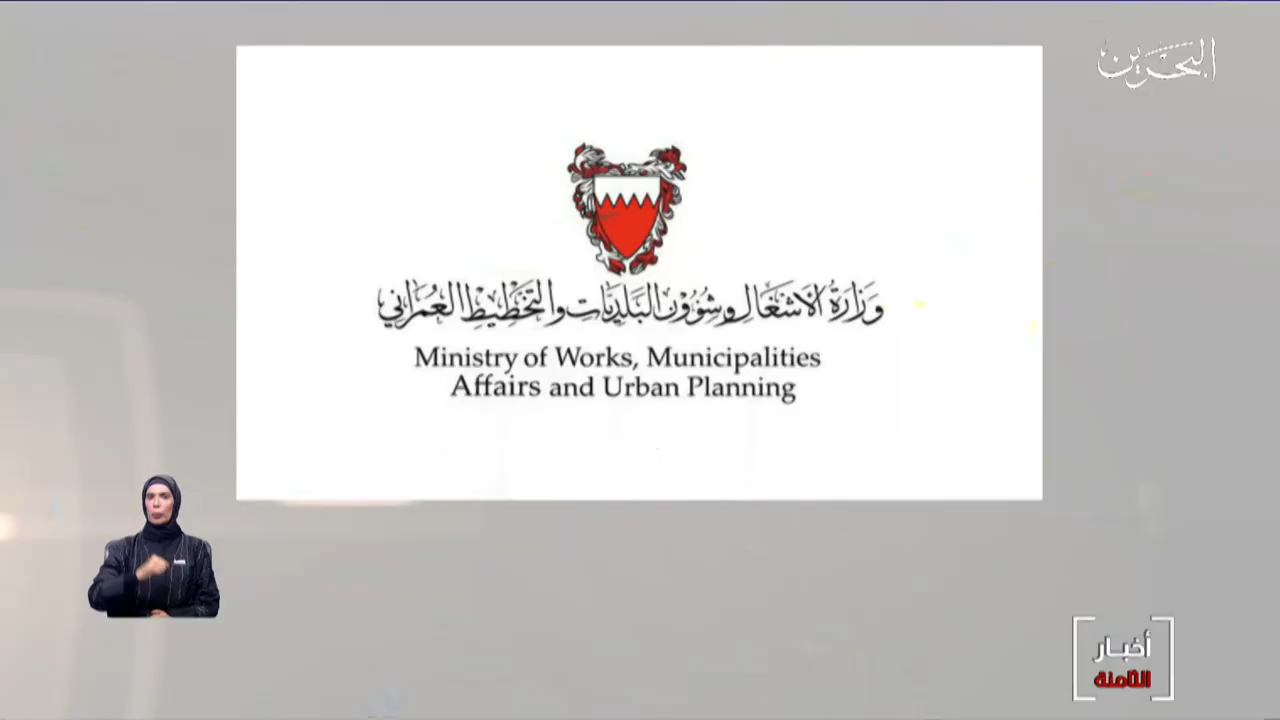 البحرين
وزارة الأشغال وشؤون البلديات والتخطيط العمراني
Ministry of Works, Municipalities
Affairs and Urban Planning
أخبار
الثامنة